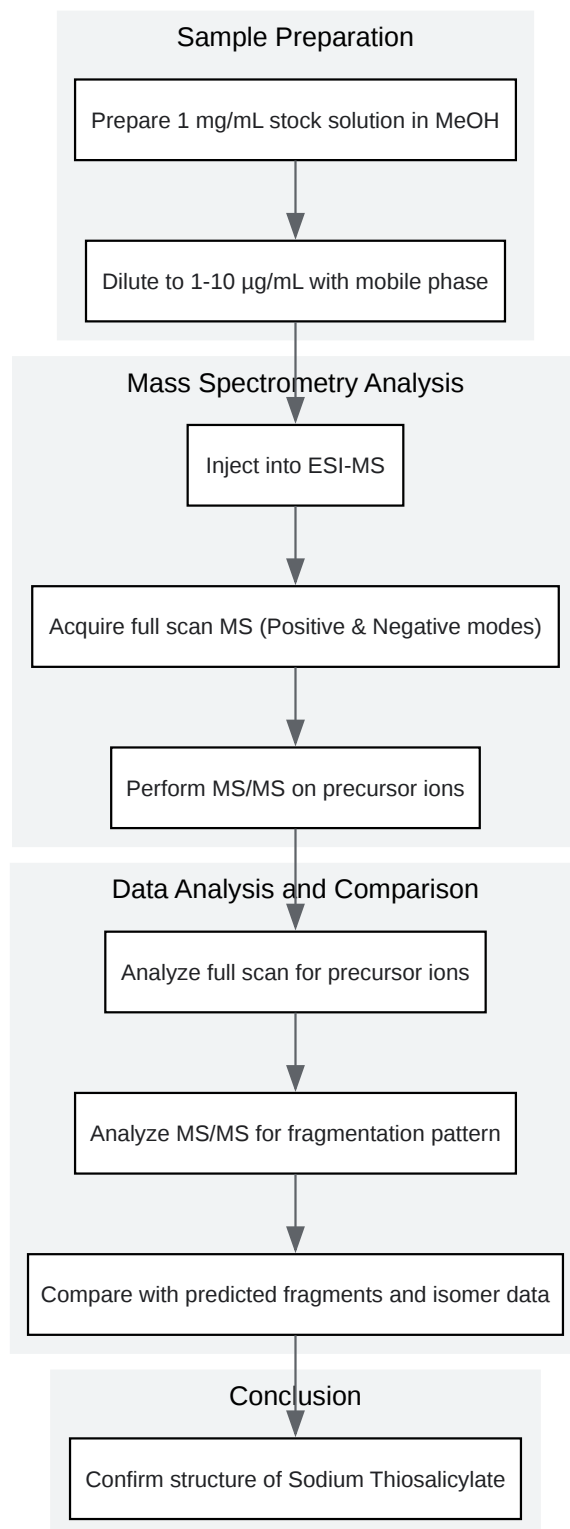 Sample Preparation
Prepare 1 mg/mL stock solution in MeOH
Dilute to 1-10 µg/mL with mobile phase
Mass Spectrometry Analysis
Inject into ESI-MS
Acquire full scan MS (Positive & Negative modes)
Perform MS/MS on precursor ions
Data Analysis and Comparison
Analyze full scan for precursor ions
Analyze MS/MS for fragmentation pattern
Compare with predicted fragments and isomer data
Conclusion
Confirm structure of Sodium Thiosalicylate